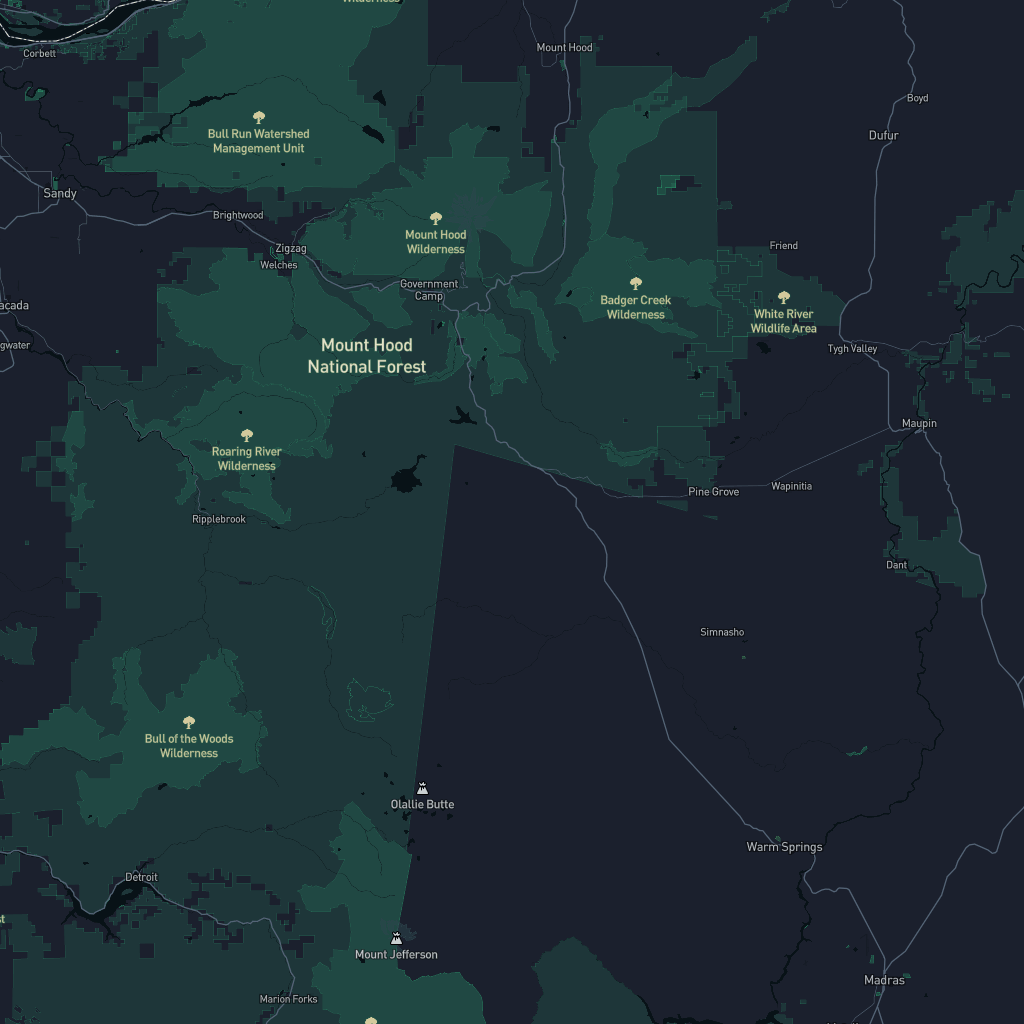 Wilderness
Corbett
Mount Hood
Boyd
Bull Run Watershed
Management Unit
Dufur
Sandy
Brightwood
Mount Hood
Wilderness
Zigzag
Welches
Friend
Government
Camp
Badger Creek
Wilderness
White River
Wildlife Area
acada
gwater
Mount Hood
National Forest
Tygh Valley
Maupin
Roaring River
Wilderness
Pine Grove
Wapinitia
Ripplebrook
Dant
Simnasho
Bull of the Woods
Wilderness
Olallie Butte
Warm Springs
Detroit
st
Mount Jefferson
Madras
Marion Forks